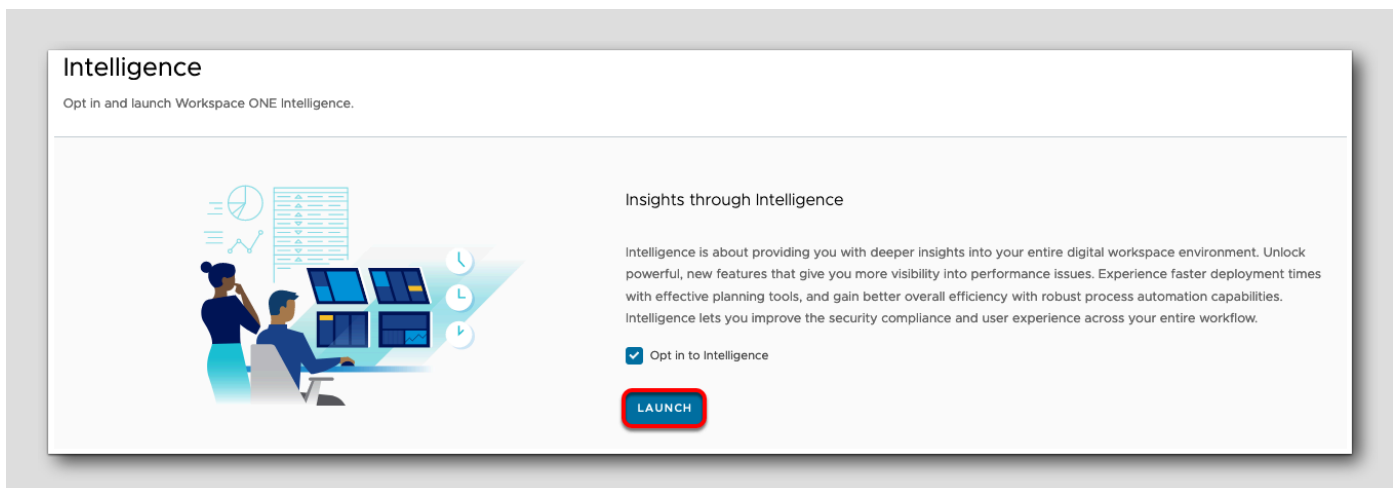 Intelligence
Opt in and launch Workspace ONE Intelligence.
Insights through Intelligence
Intelligence is about providing you with deeper insights into your entire digital workspace environment. Unlock
powerful, new features that give you more visibility into performance issues. Experience faster deployment times
with effective planning tools, and gain better overall efficiency with robust process automation capabilities.
Intelligence lets you improve the security compliance and user experience across your entire workflow.
Opt in to Intelligence
LAUNCH